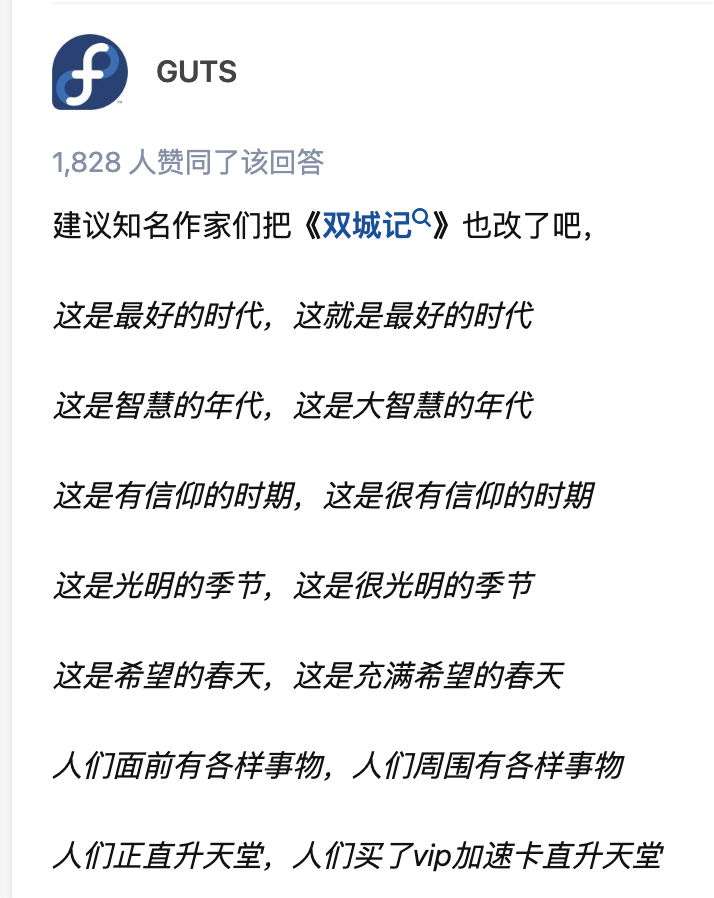 GUTS
1,828 人赞同了该回答
建议知名作家们把《双城记》也改了吧，
这是最好的时代，这就是最好的时代
这是智慧的年代，这是大智慧的年代
这是有信仰的时期，这是很有信仰的时期
这是光明的季节，这是很光明的季节
这是希望的春天，这是充满希望的春天
人们面前有各样事物，人们周围有各样事物
人们正直升天堂，人们买了vip加速卡直升天堂